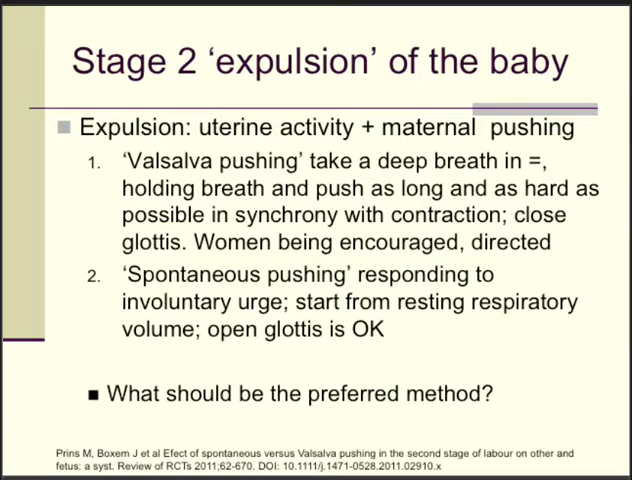 Stage 2 ‘expulsion’ of the baby
Expulsion: uterine activity + maternal pushing
1. ‘Valsalva pushing’ take a deep breath in =,
holding breath and push as long and as hard as
possible in synchrony with contraction; close
glottis. Women being encouraged, directed
2. ‘Spontaneous pushing’ responding to
involuntary urge; start from resting respiratory
volume; open glottis is OK
What should be the preferred method?
Prins M, Boxem J et al Efect of spontaneous versus Valsalva pushing in the second stage of labour on other and
fetus: a syst. Review of RCTs 2011;62-670. DOI: 10.1111/j.1471-0528.2011.02910.x